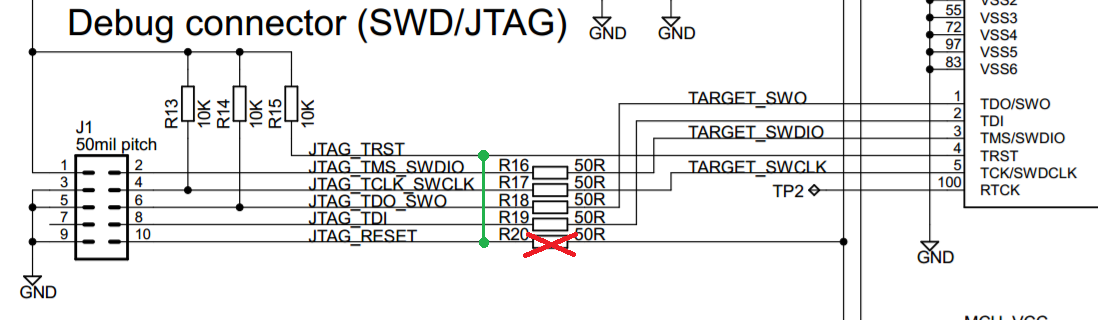 Debug connector (SWD/JTAG)
GND
GND
55
VSS3
72
VSS4
97
VSS5
83
VSS6
R13
10K
R14
10K
R15
10K
J1
50mil pitch
TARGET_SWO
1
TDO/SWO
2
TDI
TARGET_SWDIO
3
TMS/SWDIO
JTAG_TRST
4
TRST
1
2
JTAG_TMS_SWDIO
R16
50R
TARGET_SWCLK
5
TCK/SWDCLK
3
4
JTAG_TCLK_SWCLK
R17
50R
TP2
100
RTCK
5
6
JTAG_TDO_SWO
R18
50R
7
8
JTAG_TDI
R19
50R
9
10
JTAG_RESET
R20
50R
GND
GND